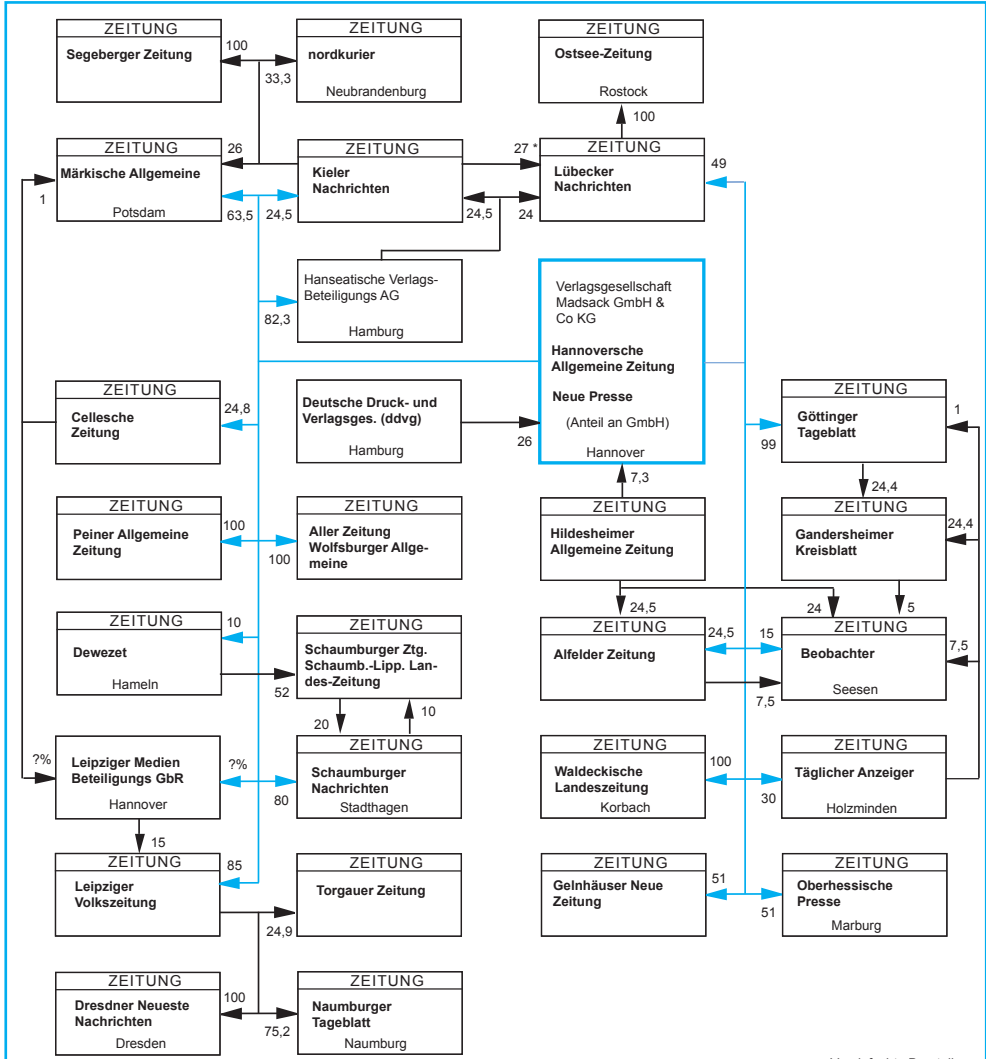 ZEITUNG
Segeberger Zeitung
100
33,3
ZEITUNG
nordkurier
Neubrandenburg
ZEITUNG
Ostsee-Zeitung
Rostock
100
ZEITUNG
Märkische Allgemeine
Potsdam
26
1
63,5
24,5
ZEITUNG
Kieler
Nachrichten
27 *
24,5
24
ZEITUNG
Lübecker
Nachrichten
49
Hanseatische Verlags-
Beteiligungs AG
Hamburg
82,3
Verlagsgesellschaft
Madsack GmbH &
Co KG
Hannoversche
Allgemeine Zeitung
Neue Presse
(Anteil an GmbH)
Hannover
ZEITUNG
Cellesche
Zeitung
24,8
Deutsche Druck- und
Verlagsges. (ddvg)
Hamburg
26
ZEITUNG
Göttinger
Tageblatt
1
99
7,3
24,4
ZEITUNG
Peiner Allgemeine
Zeitung
100
100
ZEITUNG
Aller Zeitung
Wolfsburger Allge-
meine
ZEITUNG
Hildesheimer
Allgemeine Zeitung
ZEITUNG
Gandersheimer
Kreisblatt
24,4
24,5
24
5
ZEITUNG
Dewezet
Hameln
10
52
ZEITUNG
Schaumburger Ztg.
Schaumb.-Lipp. Lan-
des-Zeitung
20
10
ZEITUNG
Alfelder Zeitung
24,5
15
7,5
ZEITUNG
Beobachter
Seesen
7,5
?%
Leipziger Medien
Beteiligungs GbR
Hannover
?%
80
ZEITUNG
Schaumburger
Nachrichten
Stadthagen
ZEITUNG
Waldeckische
Landeszeitung
Korbach
100
30
ZEITUNG
Täglicher Anzeiger
Holzminden
15
ZEITUNG
Leipziger
Volkszeitung
85
24,9
ZEITUNG
Torgauer Zeitung
ZEITUNG
Gelnhäuser Neue
Zeitung
51
51
ZEITUNG
Oberhessische
Presse
Marburg
ZEITUNG
Dresdner Neueste
Nachrichten
Dresden
100
75,2
ZEITUNG
Naumburger
Tageblatt
Naumburg